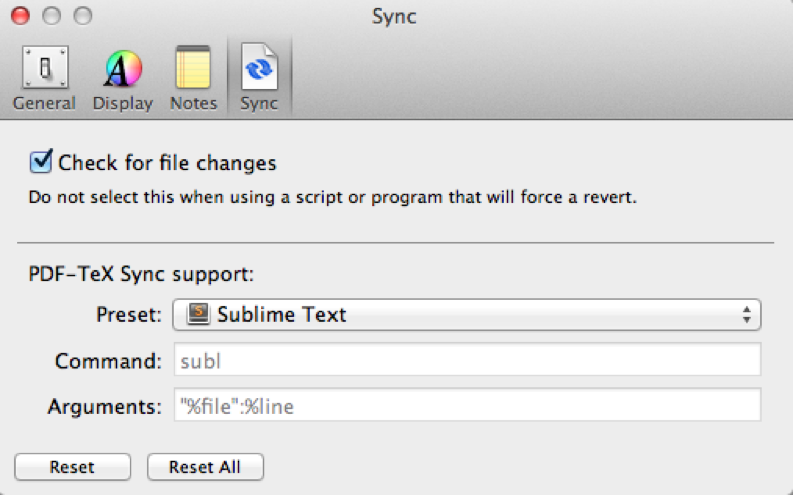 Sync
General Display Notes Sync
Check for file changes
Do not select this when using a script or program that will force a revert.
PDF-TeX Sync support:
Preset: Sublime Text
Command: subl
Arguments: "%file":%line
Reset Reset All